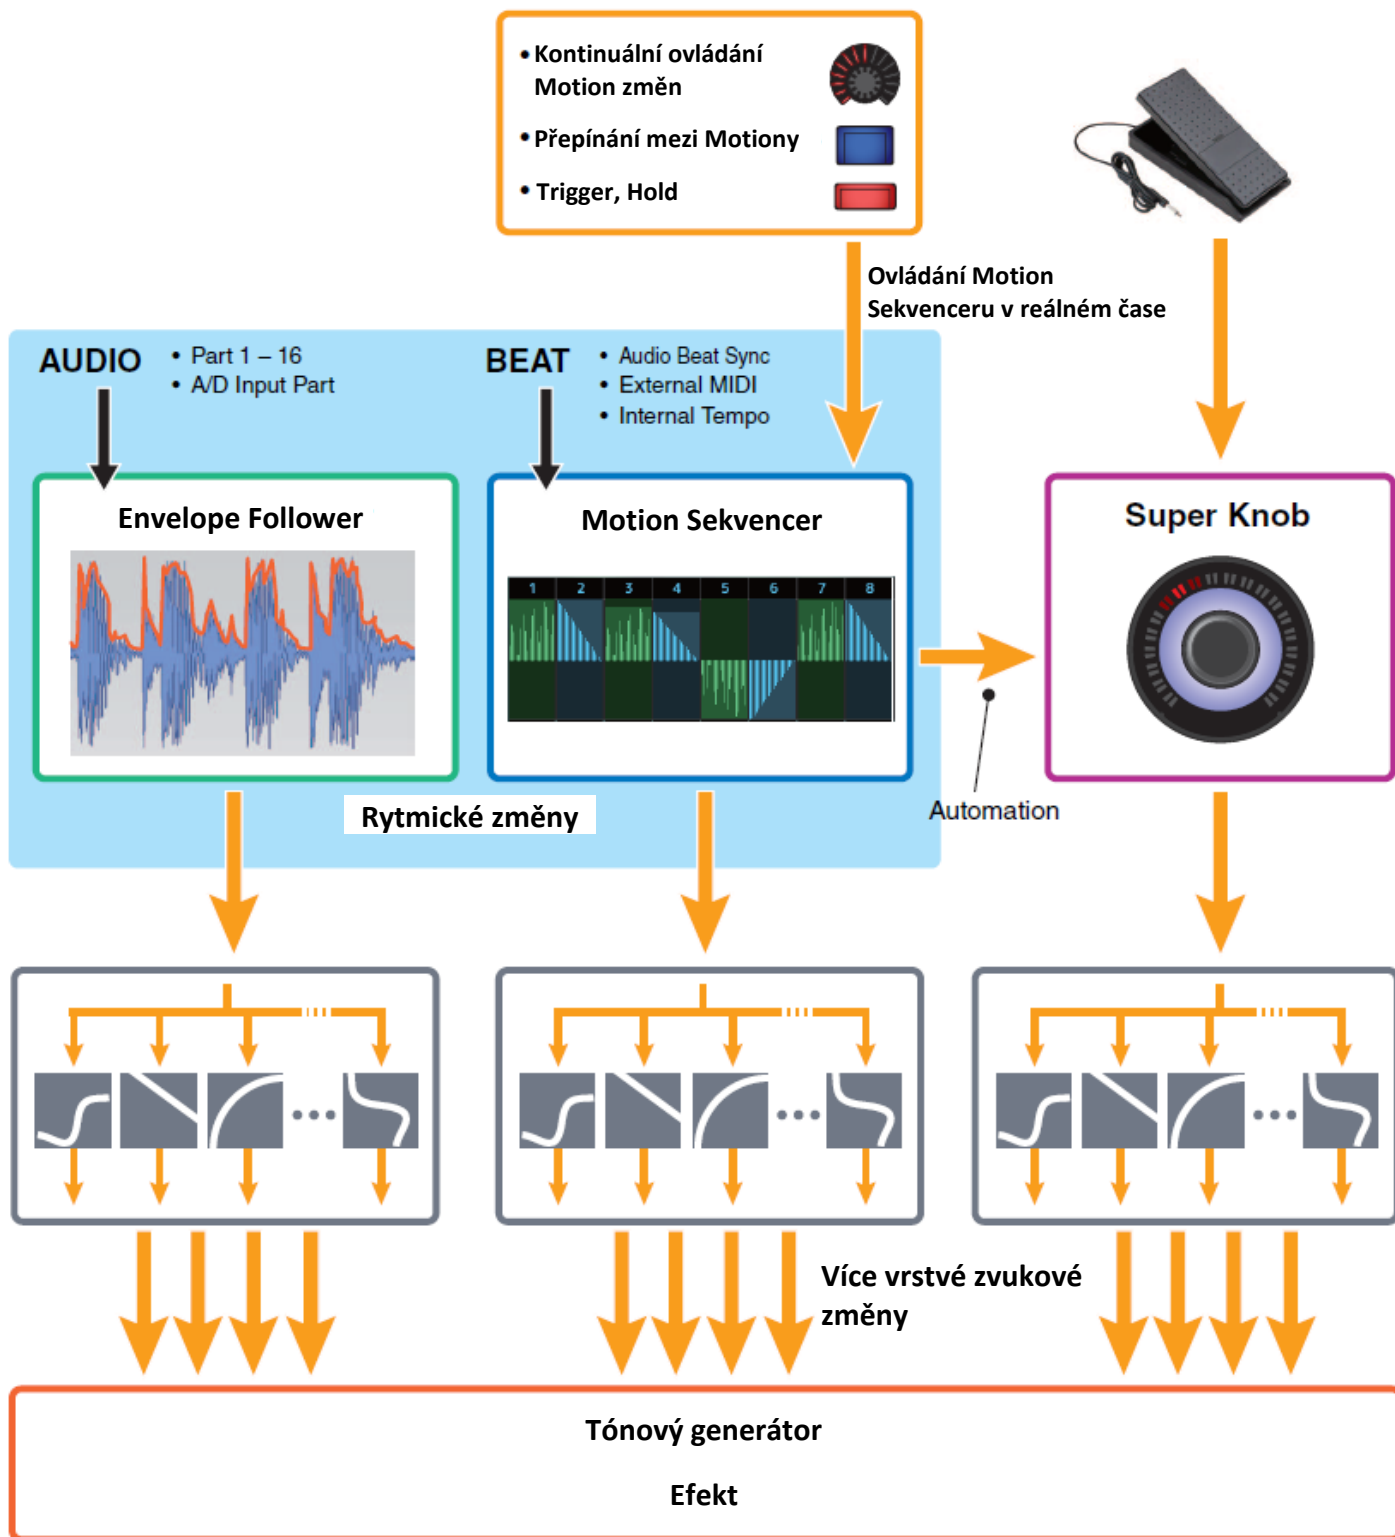 • Kontinuální ovládání
Motion změn
• Přepínání mezi Motiony
• Trigger, Hold
Ovládání Motion
Sekvenceru v reálném čase
AUDIO
• Part 1 – 16
• A/D Input Part
BEAT
• Audio Beat Sync
• External MIDI
• Internal Tempo
Envelope Follower
Motion Sekvencer
1 2 3 4 5 6 7 8
Super Knob
Automation
Rytmické změny
Více vrstvé zvukové
změny
Tónový generátor
Efekt